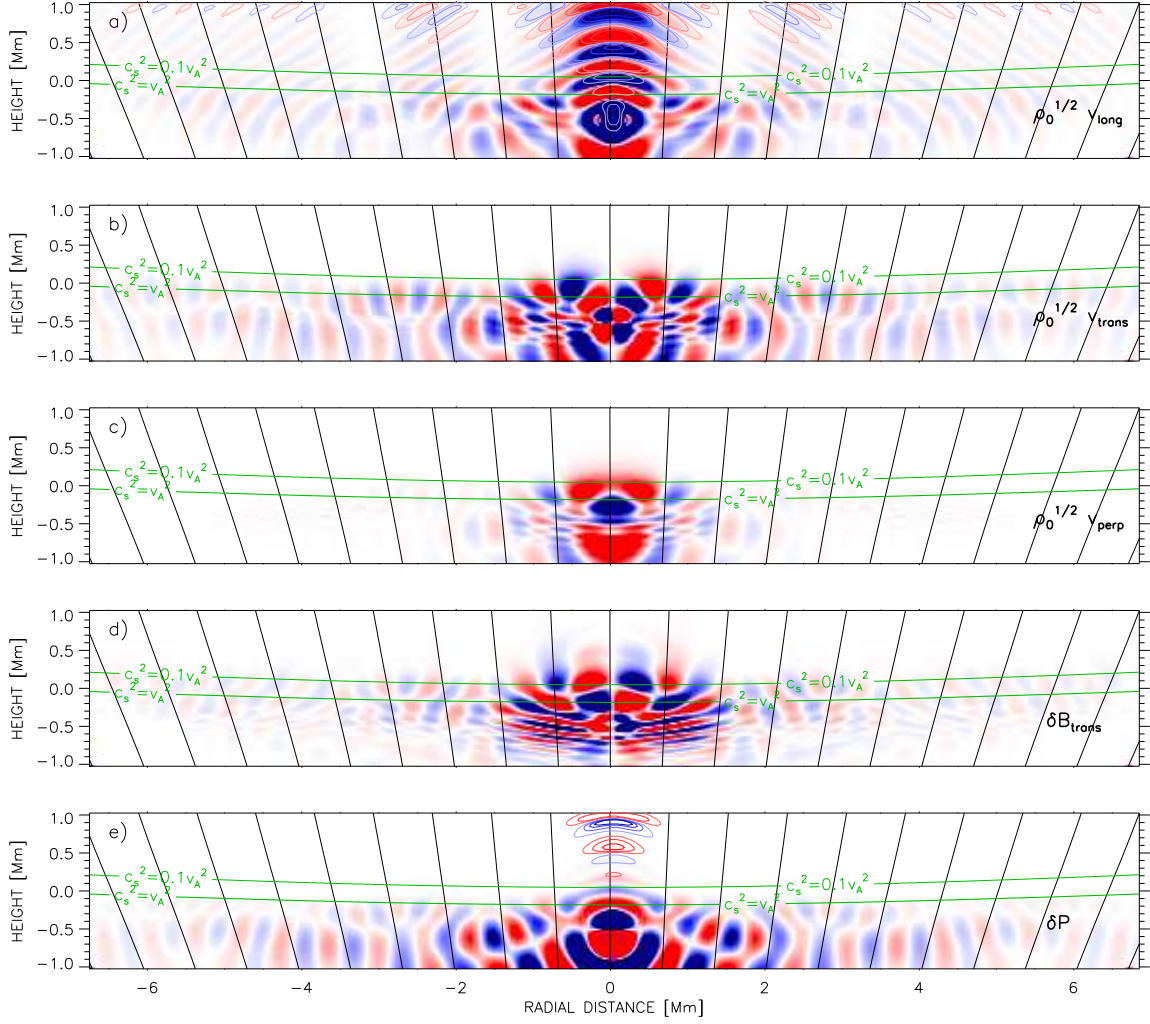 a)
HEIGHT [Mm]
1.0
0.5
0.0
−0.5
−1.0
c_s^2=0.1v_A^2
c_s^2=v_A^2
c_s^2=0.1v_A^2
c_s^2=v_A^2
ρ_0^1/2 v_long
b)
HEIGHT [Mm]
1.0
0.5
0.0
−0.5
−1.0
c_s^2=0.1v_A^2
c_s^2=v_A^2
c_s^2=0.1v_A^2
c_s^2=v_A^2
ρ_0^1/2 v_trans
c)
HEIGHT [Mm]
1.0
0.5
0.0
−0.5
−1.0
c_s^2=0.1v_A^2
c_s^2=v_A^2
c_s^2=0.1v_A^2
c_s^2=v_A^2
ρ_0^1/2 v_perp
d)
HEIGHT [Mm]
1.0
0.5
0.0
−0.5
−1.0
c_s^2=0.1v_A^2
c_s^2=v_A^2
c_s^2=0.1v_A^2
c_s^2=v_A^2
δB_trans
e)
HEIGHT [Mm]
1.0
0.5
0.0
−0.5
−1.0
c_s^2=0.1v_A^2
c_s^2=v_A^2
c_s^2=0.1v_A^2
c_s^2=v_A^2
δP
−6 −4 −2 0 2 4 6
RADIAL DISTANCE [Mm]